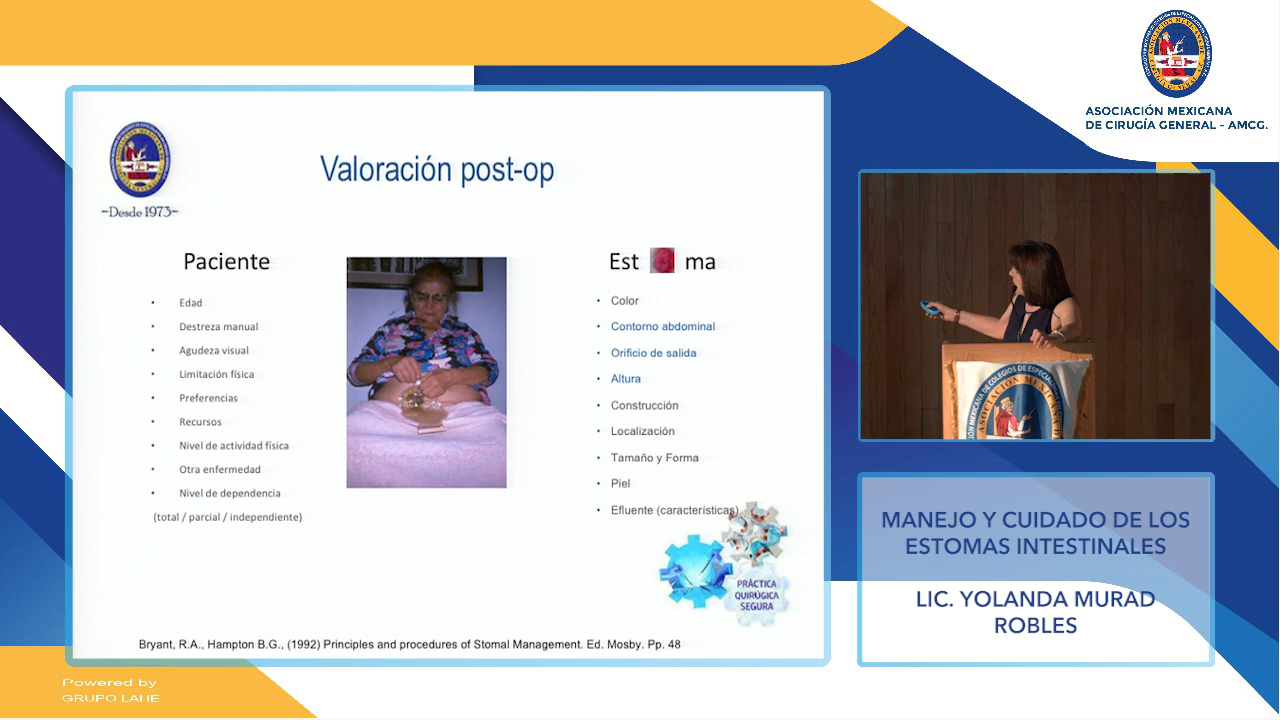 ASOCIACIÓN MEXICANA
DE CIRUGÍA GENERAL - AMCG.
~Desde 1973~
Valoración post-op
Paciente
• Edad
• Destreza manual
• Agudeza visual
• Limitación física
• Preferencias
• Recursos
• Nivel de actividad física
• Otra enfermedad
• Nivel de dependencia
(total / parcial / independiente)
Est ma
• Color
• Contorno abdominal
• Orificio de salida
• Altura
• Construcción
• Localización
• Tamaño y Forma
• Piel
• Efluente (características)
PRÁCTICA
QUIRÚGICA
SEGURA
Bryant, R.A., Hampton B.G., (1992) Principles and procedures of Stomal Management. Ed. Mosby. Pp. 48
MANEJO Y CUIDADO DE LOS
ESTOMAS INTESTINALES
LIC. YOLANDA MURAD
ROBLES
Powered by
GRUPO LAHE